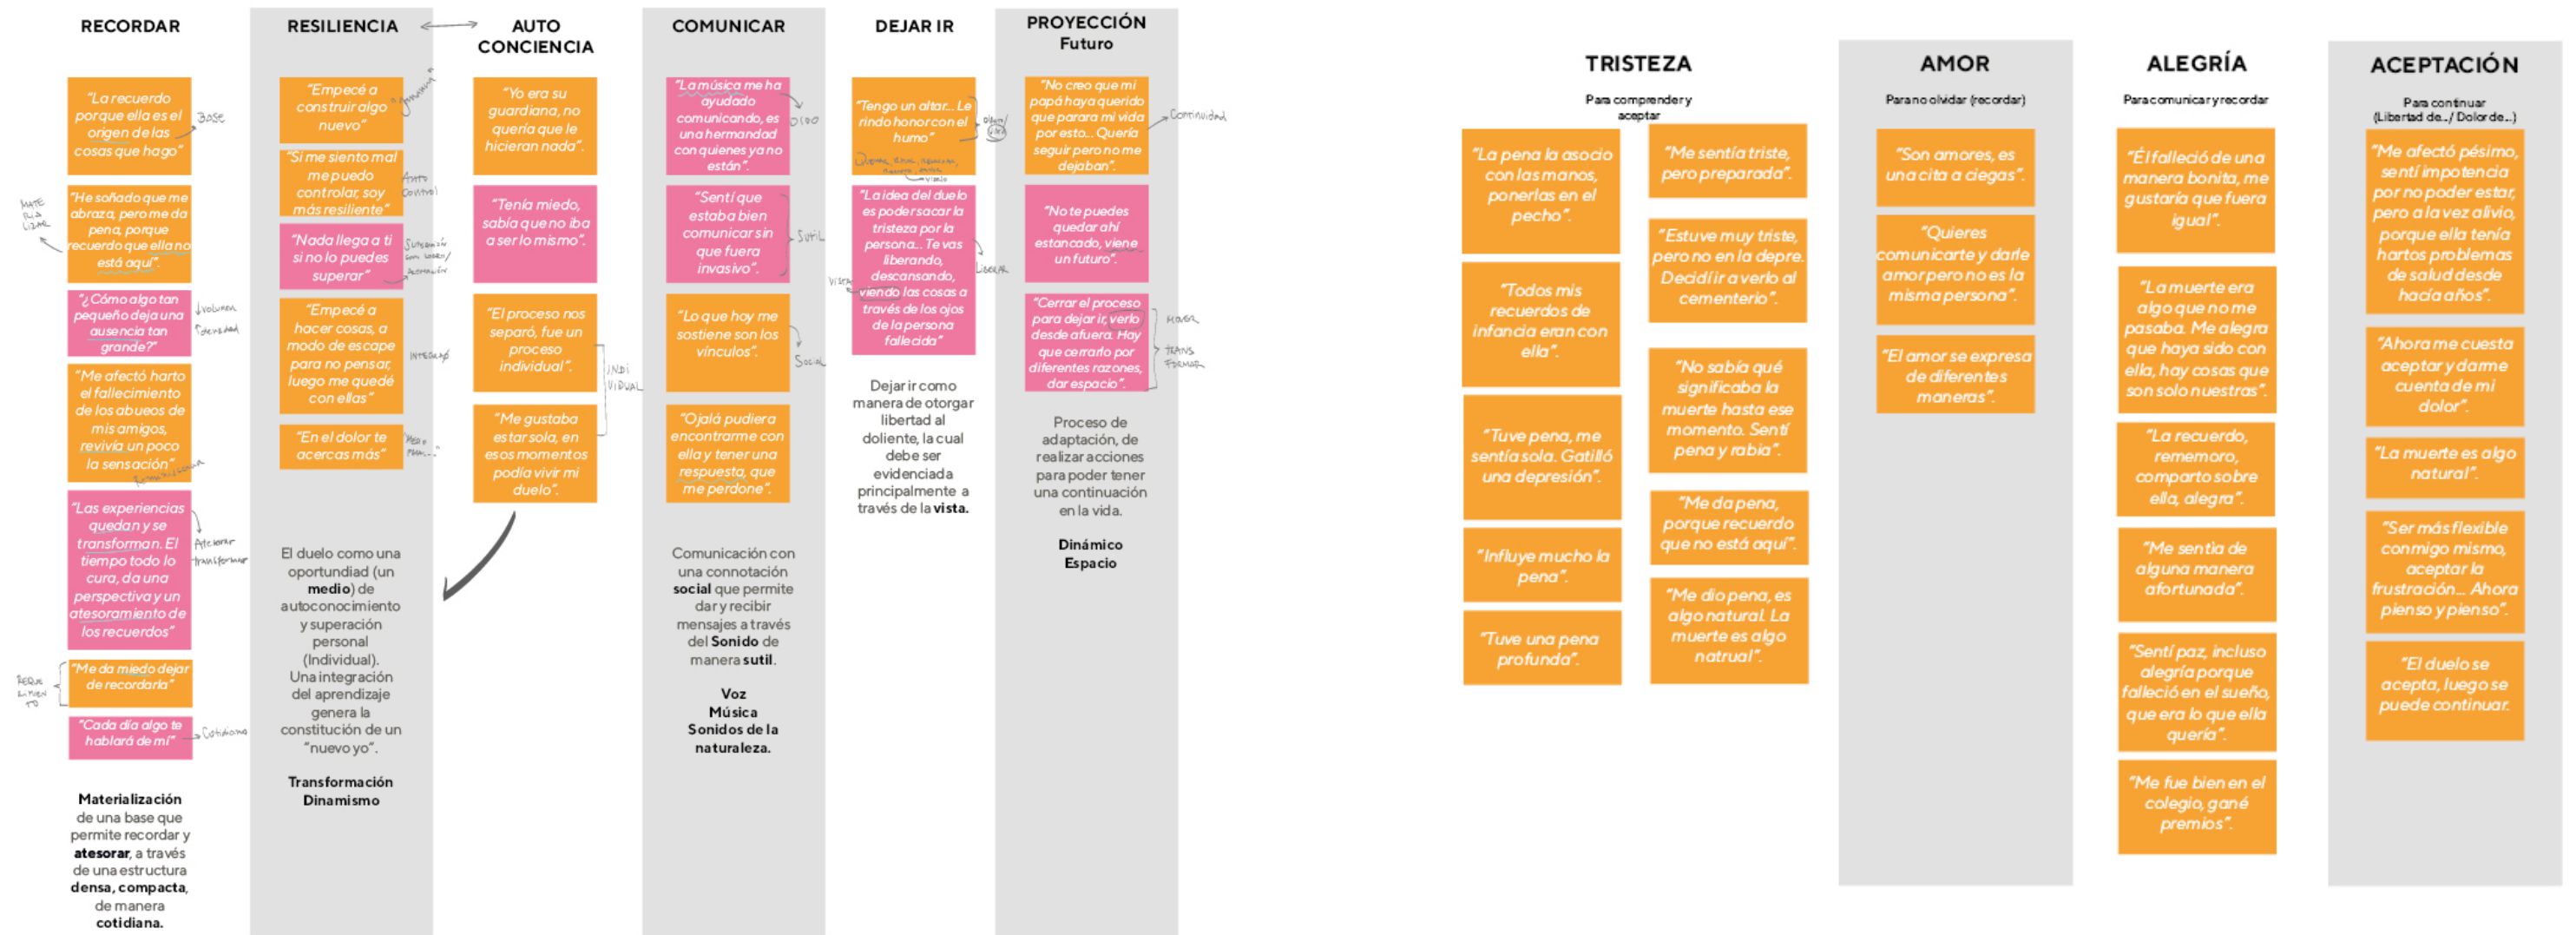 RECORDAR
"La recuerdo
porque ella es el
origen de las
cosas que hago"
BASE
"He soñado que me
abraza, pero me da
pena, porque
recuerdo que ella no
está aquí".
MATE
RIA
LIZAR
"¿Cómo algo tan
pequeño deja una
ausencia tan
grande?"
↓volumen
↑densidad
"Me afectó harto
el fallecimiento
de los abueos de
mis amigos,
revivía un poco
la sensación"
"Las experiencias
quedan y se
transforman. El
tiempo todo lo
cura, da una
perspectiva y un
atesoramiento de
los recuerdos"
Atesorar
transformar
"Me da miedo dejar
de recordarla"
REQUE
RIMIEN
TO
"Cada día algo te
hablará de mí"
Cotidiano
Materialización
de una base que
permite recordar y
atesorar, a través
de una estructura
densa, compacta,
de manera
cotidiana.
RESILIENCIA
"Empecé a
construir algo
nuevo"
"Si me siento mal
me puedo
controlar, soy
más resiliente"
Auto
control
"Nada llega a ti
si no lo puedes
superar"
"Empecé a
hacer cosas, a
modo de escape
para no pensar,
luego me quedé
con ellas"
INTEGRAR
"En el dolor te
acercas más"
El duelo como una
oportundiad (un
medio) de
autoconocimiento
y superación
personal
(Individual).
Una integración
del aprendizaje
genera la
constitución de un
"nuevo yo".
Transformación
Dinamismo
AUTO
CONCIENCIA
"Yo era su
guardiana, no
quería que le
hicieran nada".
"Tenía miedo,
sabía que no iba
a ser lo mismo".
"El proceso nos
separó, fue un
proceso
individual".
"Me gustaba
estar sola, en
esos momentos
podía vivir mi
duelo".
INDI
VIDUAL
COMUNICAR
"La música me ha
ayudado
comunicando, es
una hermandad
con quienes ya no
están".
OIDO
"Sentí que
estaba bien
comunicar sin
que fuera
invasivo".
SUTIL
"Lo que hoy me
sostiene son los
vínculos".
Social
"Ojalá pudiera
encontrarme con
ella y tener una
respuesta, que
me perdone".
Comunicación con
una connotación
social que permite
dar y recibir
mensajes a través
del Sonido de
manera sutil.
Voz
Música
Sonidos de la
naturaleza.
DEJAR IR
"Tengo un altar... Le
rindo honor con el
humo"
"La idea del duelo
es poder sacar la
tristeza por la
persona... Te vas
liberando,
descansando,
viendo las cosas a
través de los ojos
de la persona
fallecida"
VISTA
LIBERAR
Dejar ir como
manera de otorgar
libertad al
doliente, la cual
debe ser
evidenciada
principalmente a
través de la vista.
PROYECCIÓN
Futuro
"No creo que mi
papá haya querido
que parara mi vida
por esto... Quería
seguir pero no me
dejaban".
Continuidad
"No te puedes
quedar ahí
estancado, viene
un futuro".
"Cerrar el proceso
para dejar ir, verlo
desde afuera. Hay
que cerrarlo por
diferentes razones,
dar espacio".
MOVER
TRANS
FORMAR
Proceso de
adaptación, de
realizar acciones
para poder tener
una continuación
en la vida.
Dinámico
Espacio
TRISTEZA
Para comprender y
aceptar
"La pena la asocio
con las manos,
ponerlas en el
pecho".
"Todos mis
recuerdos de
infancia eran con
ella".
"Tuve pena, me
sentía sola. Gatilló
una depresión".
"Influye mucho la
pena".
"Tuve una pena
profunda".
"Me sentía triste,
pero preparada".
"Estuve muy triste,
pero no en la depre.
Decidí ir a verlo al
cementerio".
"No sabía qué
significaba la
muerte hasta ese
momento. Sentí
pena y rabia".
"Me da pena,
porque recuerdo
que no está aquí".
"Me dio pena, es
algo natural. La
muerte es algo
natrual".
AMOR
Para no olvidar (recordar)
"Son amores, es
una cita a ciegas".
"Quieres
comunicarte y darle
amor pero no es la
misma persona".
"El amor se expresa
de diferentes
maneras".
ALEGRÍA
Para comunicar y recordar
"Él falleció de una
manera bonita, me
gustaría que fuera
igual".
"La muerte era
algo que no me
pasaba. Me alegra
que haya sido con
ella, hay cosas que
son solo nuestras".
"La recuerdo,
rememoro,
comparto sobre
ella, alegra".
"Me sentía de
alguna manera
afortunada".
"Sentí paz, incluso
alegría porque
falleció en el sueño,
que era lo que ella
quería".
"Me fue bien en el
colegio, gané
premios".
ACEPTACIÓN
Para continuar
(Libertad de.../ Dolor de...)
"Me afectó pésimo,
sentí impotencia
por no poder estar,
pero a la vez alivio,
porque ella tenía
hartos problemas
de salud desde
hacía años".
"Ahora me cuesta
aceptar y darme
cuenta de mi
dolor".
"La muerte es algo
natural".
"Ser más flexible
conmigo mismo,
aceptar la
frustración... Ahora
pienso y pienso".
"El duelo se
acepta, luego se
puede continuar.